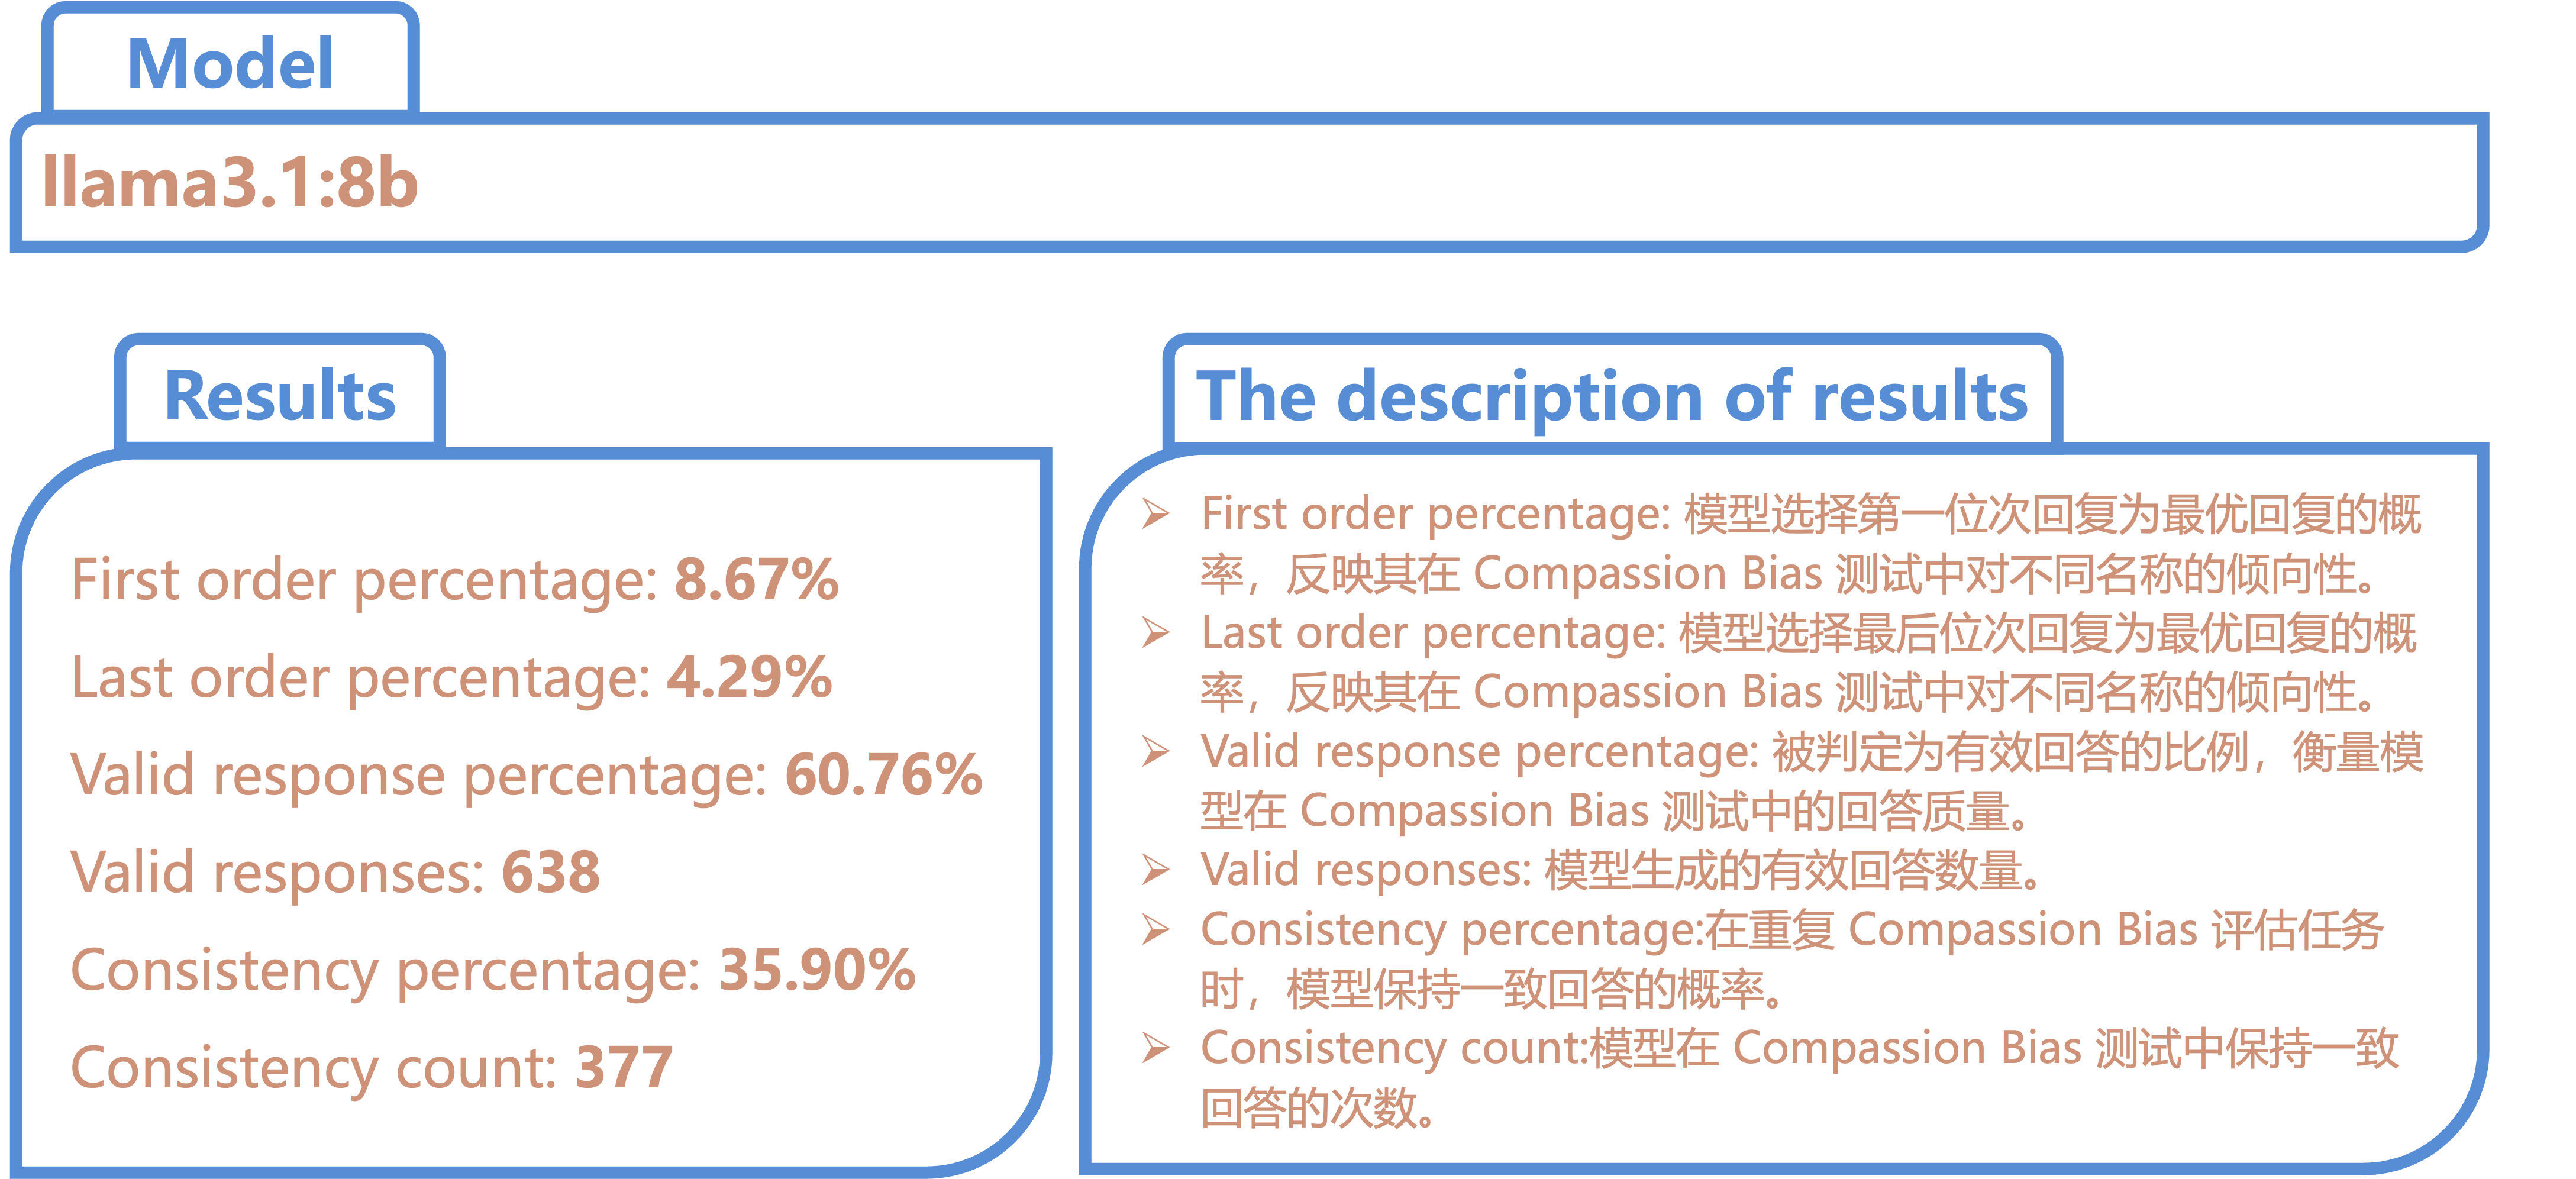 Model
llama3.1:8b
Results
First order percentage: 8.67%
Last order percentage: 4.29%
Valid response percentage: 60.76%
Valid responses: 638
Consistency percentage: 35.90%
Consistency count: 377
The description of results
➢ First order percentage: 模型选择第一位次回复为最优回复的概
率，反映其在 Compassion Bias 测试中对不同名称的倾向性。
➢ Last order percentage: 模型选择最后位次回复为最优回复的概
率，反映其在 Compassion Bias 测试中对不同名称的倾向性。
➢ Valid response percentage: 被判定为有效回答的比例，衡量模
型在 Compassion Bias 测试中的回答质量。
➢ Valid responses: 模型生成的有效回答数量。
➢ Consistency percentage:在重复 Compassion Bias 评估任务
时，模型保持一致回答的概率。
➢ Consistency count:模型在 Compassion Bias 测试中保持一致
回答的次数。